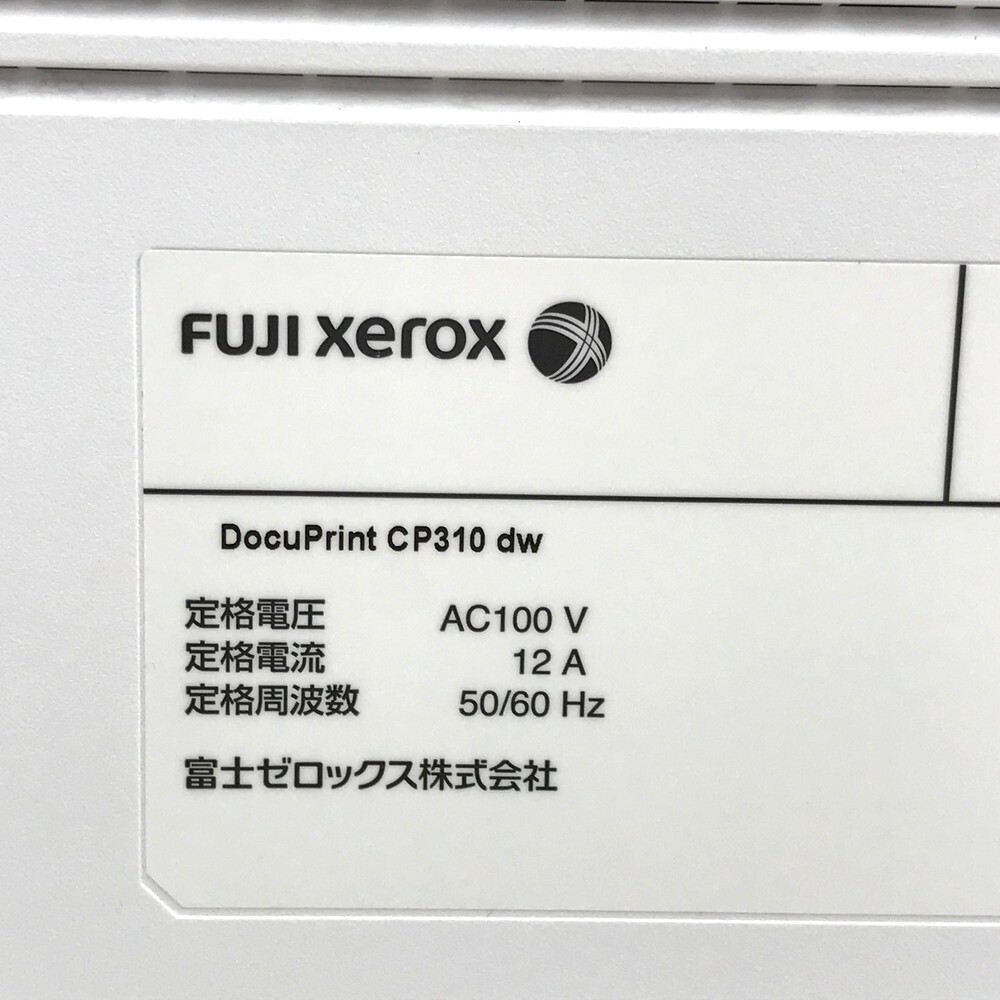 FUJI xerox
DocuPrint CP310 dw
定格電圧 AC100 V
定格電流 12 A
定格周波数 50/60 Hz
富士ゼロックス株式会社